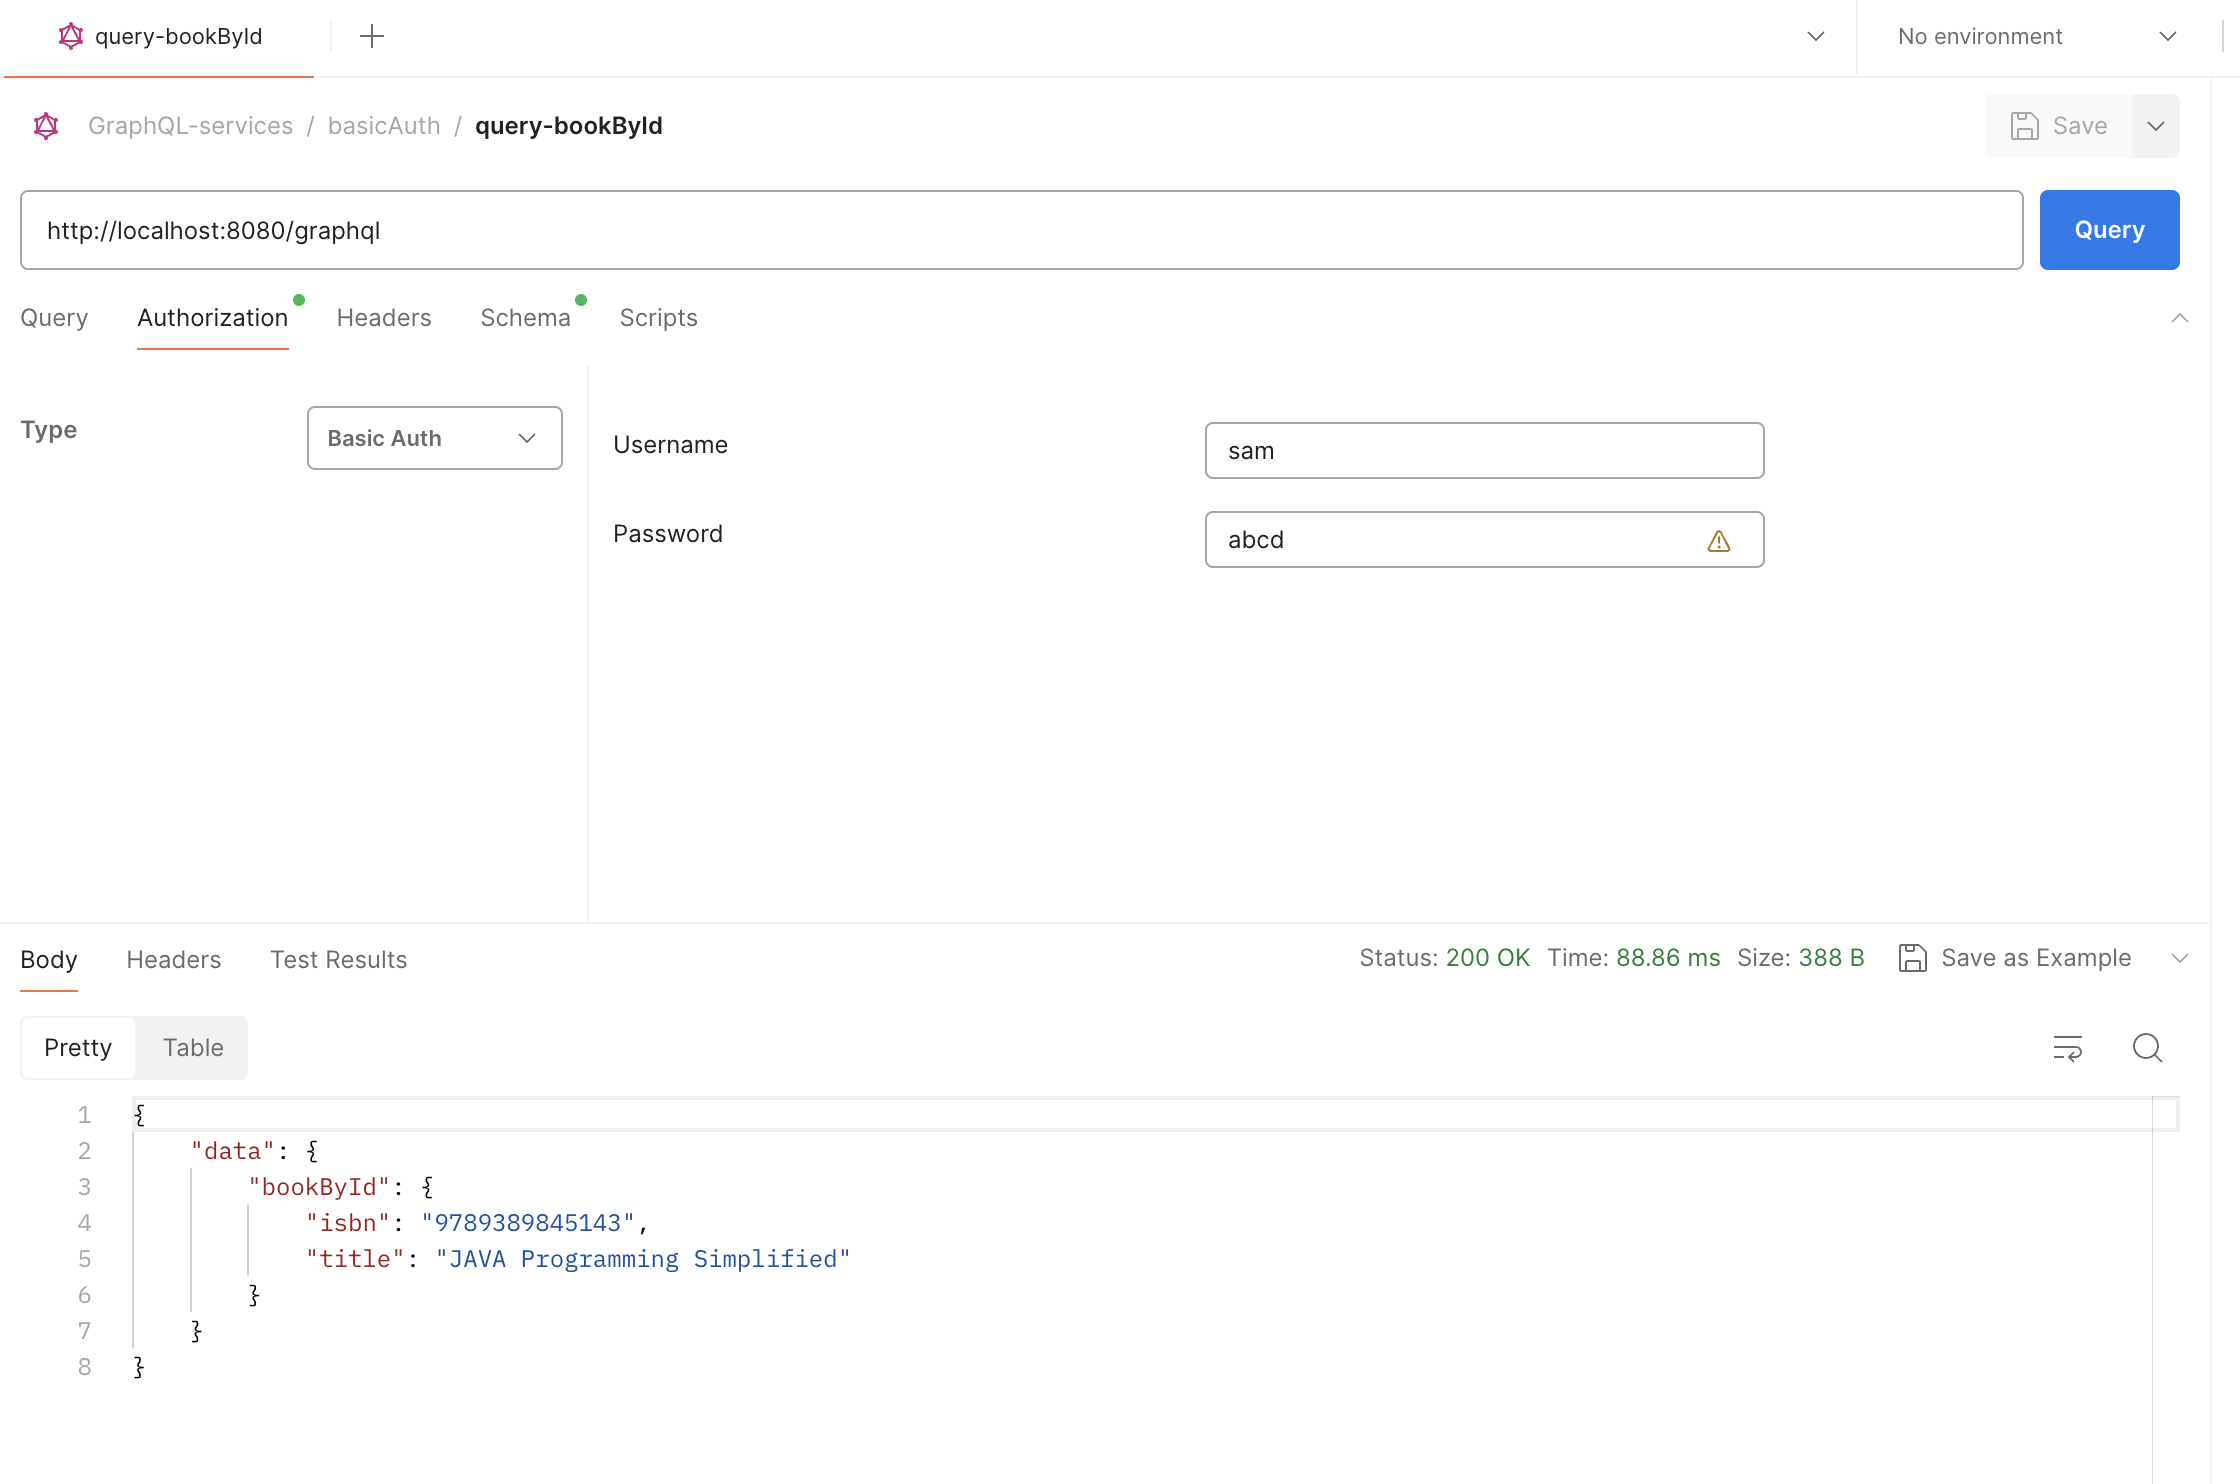 query-bookById
No environment
GraphQL-services / basicAuth / query-bookById
Save
http://localhost:8080/graphql
Query
Query Authorization Headers Schema Scripts
Type
Basic Auth
Username
sam
Password
abcd
Body Headers Test Results
Status: 200 OK Time: 88.86 ms Size: 388 B Save as Example
Pretty Table
1 {
2     "data": {
3         "bookById": {
4             "isbn": "9789389845143",
5             "title": "JAVA Programming Simplified"
6         }
7     }
8 }